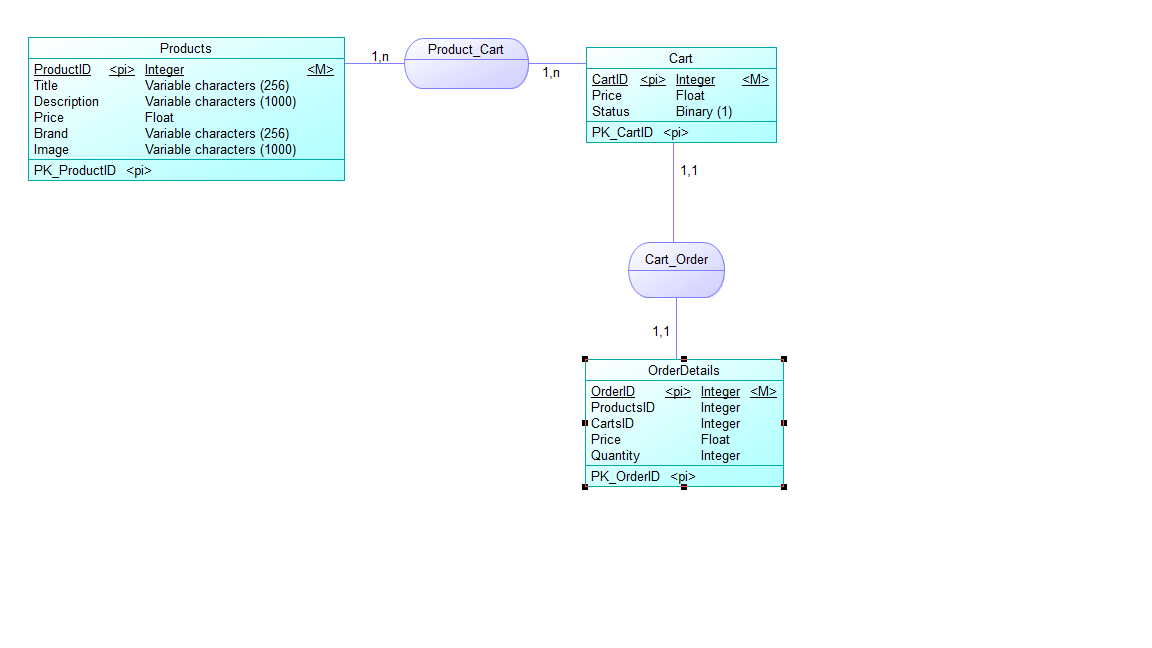 Products
ProductID <pi> Integer <M>
Title Variable characters (256)
Description Variable characters (1000)
Price Float
Brand Variable characters (256)
Image Variable characters (1000)
PK_ProductID <pi>
1,n
Product_Cart
1,n
Cart
CartID <pi> Integer <M>
Price Float
Status Binary (1)
PK_CartID <pi>
1,1
Cart_Order
1,1
OrderDetails
OrderID <pi> Integer <M>
ProductsID Integer
CartsID Integer
Price Float
Quantity Integer
PK_OrderID <pi>